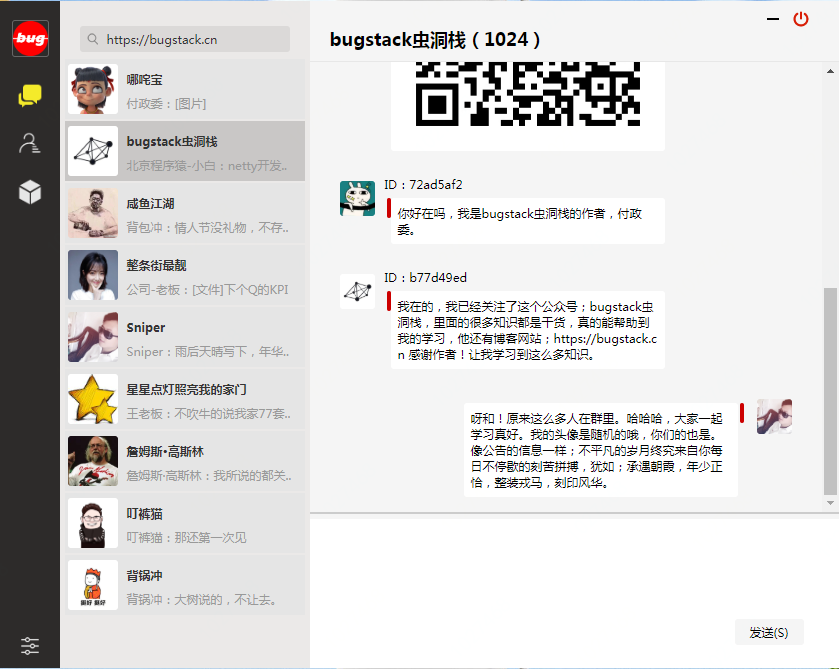 bug
https://bugstack.cn
哪吒宝
付政委：[图片]
bugstack虫洞栈
北京程序猿-小白：netty开发..
咸鱼江湖
背包冲：情人节没礼物，不存..
整条街最靓
公司-老板：[文件]下个Q的KPI
Sniper
Sniper：雨后天晴写下，年华..
星星点灯照亮我的家门
王老板：不吹牛的说我家77套..
詹姆斯·高斯林
詹姆斯·高斯林：我所说的都关..
叮裤猫
叮裤猫：那还第一次见
背锅冲
背锅冲：大树说的，不让去。
bugstack虫洞栈（1024）
ID：72ad5af2
你好在吗，我是bugstack虫洞栈的作者，付政
委。
ID：b77d49ed
我在的，我已经关注了这个公众号；bugstack虫
洞栈，里面的很多知识都是干货，真的能帮助到
我的学习，他还有博客网站；https://bugstack.c
n 感谢作者！让我学习到这么多知识。
呀和！原来这么多人在群里。哈哈哈，大家一起
学习真好。我的头像是随机的哦，你们的也是。
像公告的信息一样；不平凡的岁月终究来自你每
日不停歇的刻苦拼搏，犹如；承遇朝霞，年少正
恰，整装戎马，刻印风华。
发送(S)